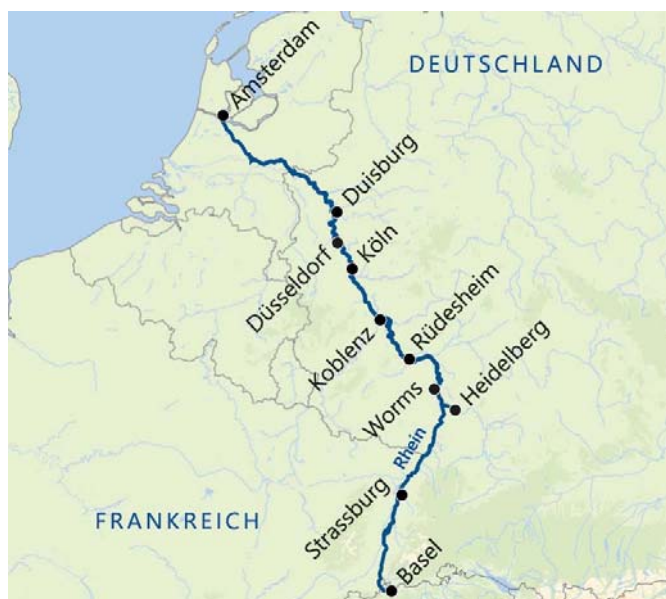 DEUTSCHLAND
Amsterdam
Duisburg
Düsseldorf
Köln
Koblenz
Rüdesheim
Worms
Heidelberg
Rhein
Strassburg
FRANKREICH
Basel